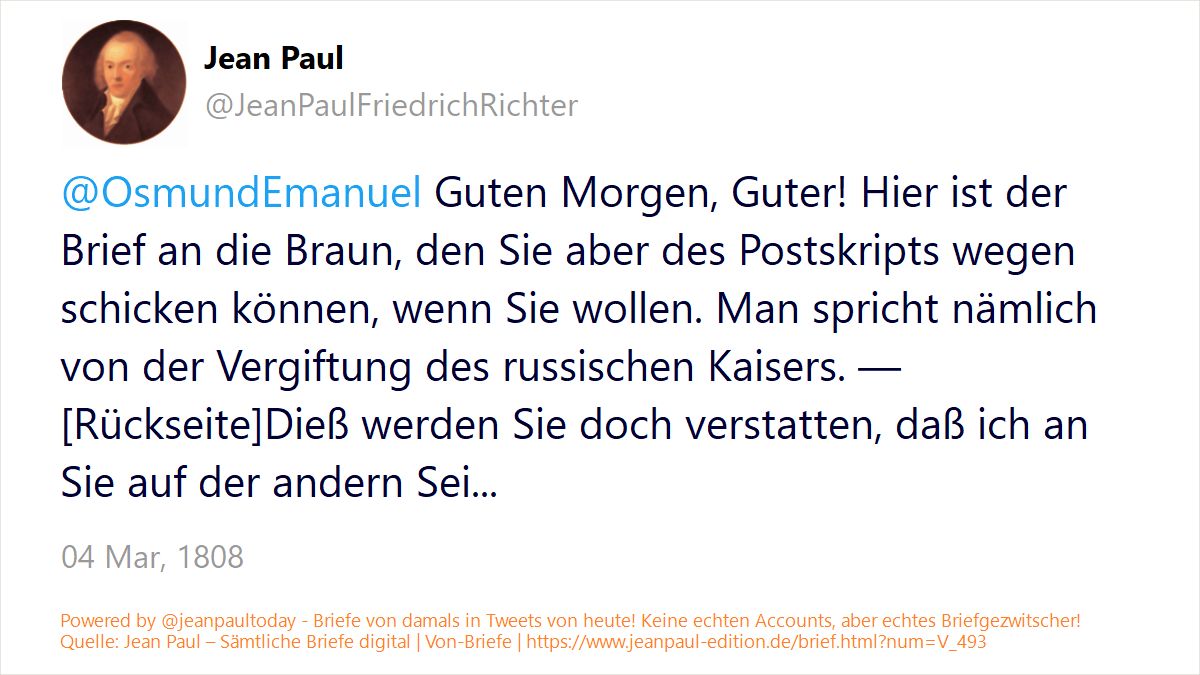 Jean Paul
@JeanPaulFriedrichRichter
@OsmundEmanuel Guten Morgen, Guter! Hier ist der
Brief an die Braun, den Sie aber des Postskripts wegen
schicken können, wenn Sie wollen. Man spricht nämlich
von der Vergiftung des russischen Kaisers. —
[Rückseite]Dieß werden Sie doch verstatten, daß ich an
Sie auf der andern Sei...
04 Mar, 1808
Powered by @jeanpaultoday - Briefe von damals in Tweets von heute! Keine echten Accounts, aber echtes Briefgezwitscher!
Quelle: Jean Paul – Sämtliche Briefe digital | Von-Briefe | https://www.jeanpaul-edition.de/brief.html?num=V_493